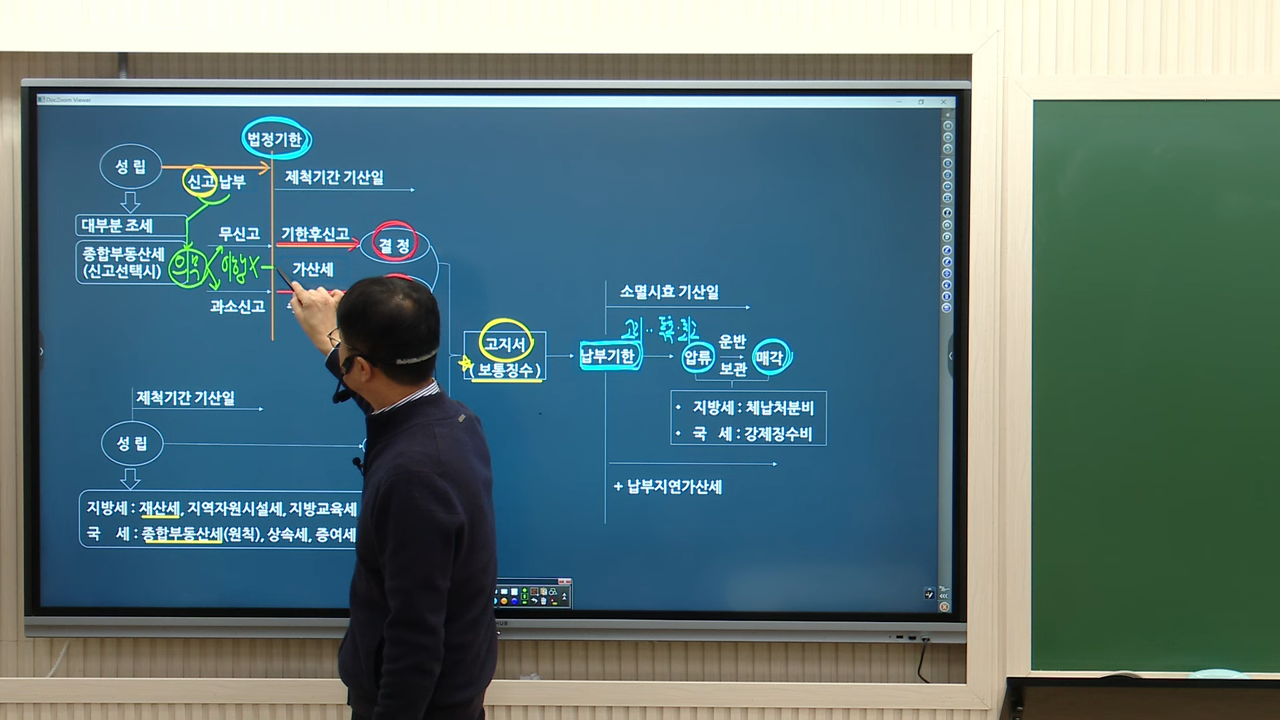 DocZoom Viewer
법정기한
성 립
신고 납부
제척기간 기산일
대부분 조세
무신고
기한후신고
결 정
종합부동산세
(신고선택시)
의무
이행X
가산세
과소신고
소멸시효 기산일
고지서
(보통징수)
납부기한
압류
운반
보관
매각
• 지방세 : 체납처분비
• 국 세 : 강제징수비
제척기간 기산일
성 립
+ 납부지연가산세
지방세 : 재산세, 지역자원시설세, 지방교육세
국 세 : 종합부동산세(원칙), 상속세, 증여세